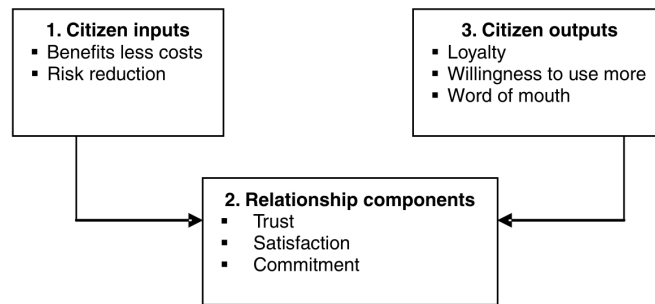 1. Citizen inputs
▪ Benefits less costs
▪ Risk reduction
3. Citizen outputs
▪ Loyalty
▪ Willingness to use more
▪ Word of mouth
2. Relationship components
▪ Trust
▪ Satisfaction
▪ Commitment